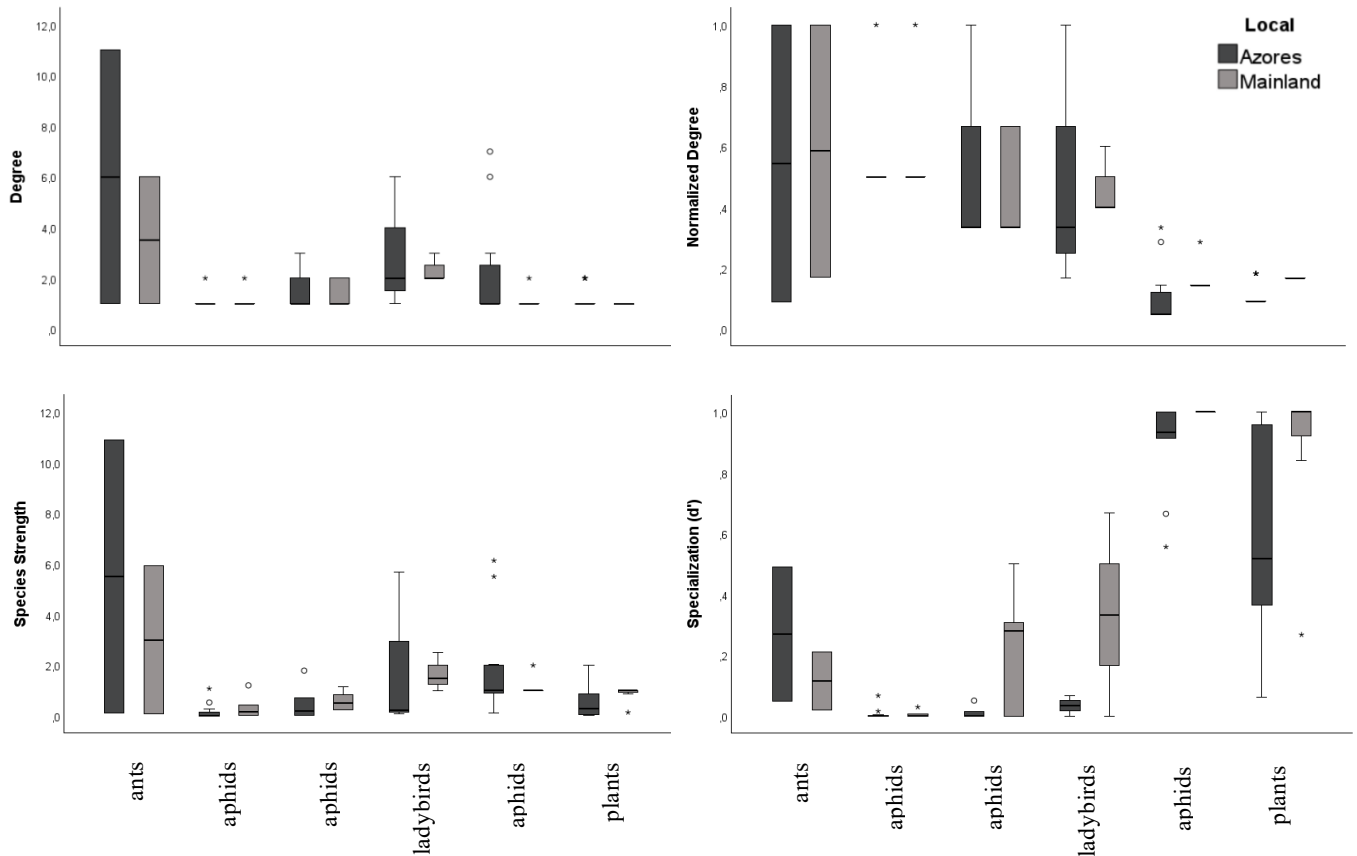 Degree
12,0
10,0
8,0
6,0
4,0
2,0
,0
Normalized Degree
1,0
,8
,6
,4
,2
,0
Local
Azores
Mainland
Species Strength
12,0
10,0
8,0
6,0
4,0
2,0
,0
Specialization (d')
1,0
,8
,6
,4
,2
,0
ants
aphids
aphids
ladybirds
aphids
plants
ants
aphids
aphids
ladybirds
aphids
plants